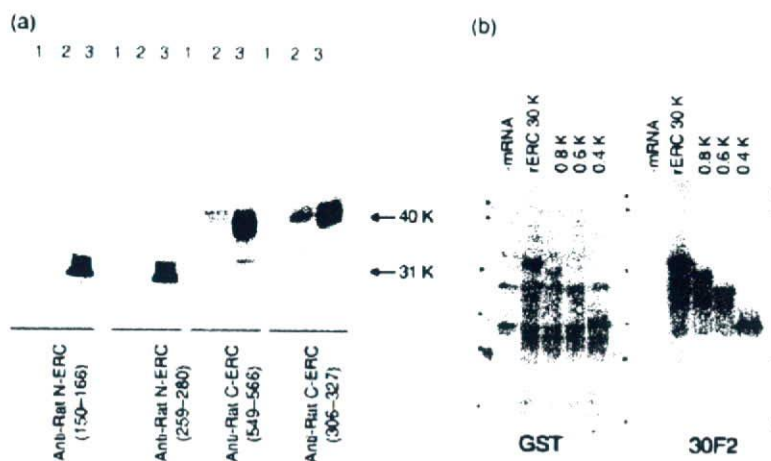 (a)
1 2 3 1 2 3 1 2 3 1 2 3
40 K
31 K
Anti-Rat N-ERC
(150–166)
Anti-Rat N-ERC
(259–280)
Anti-Rat C-ERC
(549–566)
Anti-Rat C-ERC
(306–327)
(b)
-mRNA
rERC 30 K
0.8 K
0.6 K
0.4 K
-mRNA
rERC 30 K
0.8 K
0.6 K
0 4 K
GST
30F2